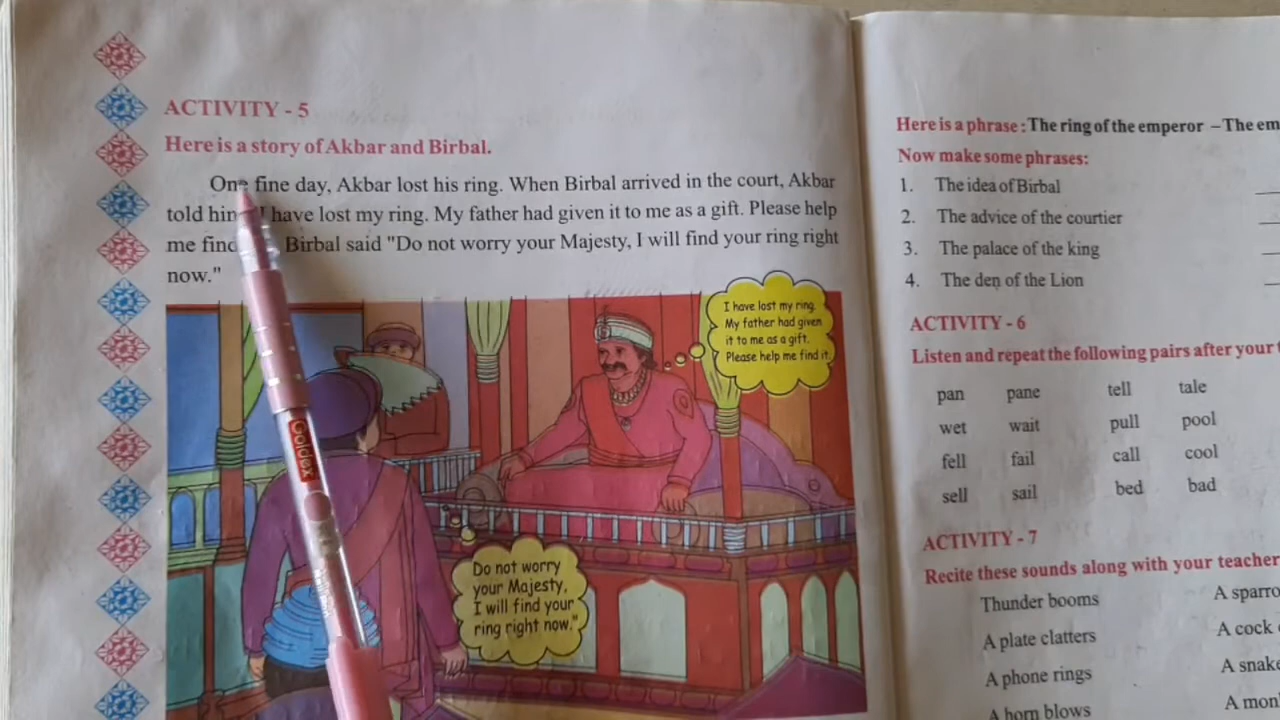 ACTIVITY - 5
Here is a story of Akbar and Birbal.
One fine day, Akbar lost his ring. When Birbal arrived in the court, Akbar
told I have lost my ring. My father had given it to me as a gift. Please help
me Birbal said "Do not worry your Majesty, I will find your ring right
now."
I have lost my ring.
My father had given
it to me as a gift.
Please help me find it.
Do not worry
your Majesty,
I will find your
ring right now."
Goldex
Here is a phrase : The ring of the emperor – The
Now make some phrases:
1. The idea of Birbal
2. The advice of the courtier
3. The palace of the king
4. The den of the Lion
ACTIVITY - 6
Listen and repeat the following pairs after your
pan pane tell tale
wet wait pull pool
fell fail call cool
sell sail bed bad
ACTIVITY - 7
Recite these sounds along with your teacher
Thunder booms A
A plate clatters A cock
A phone rings A
A horn blows A